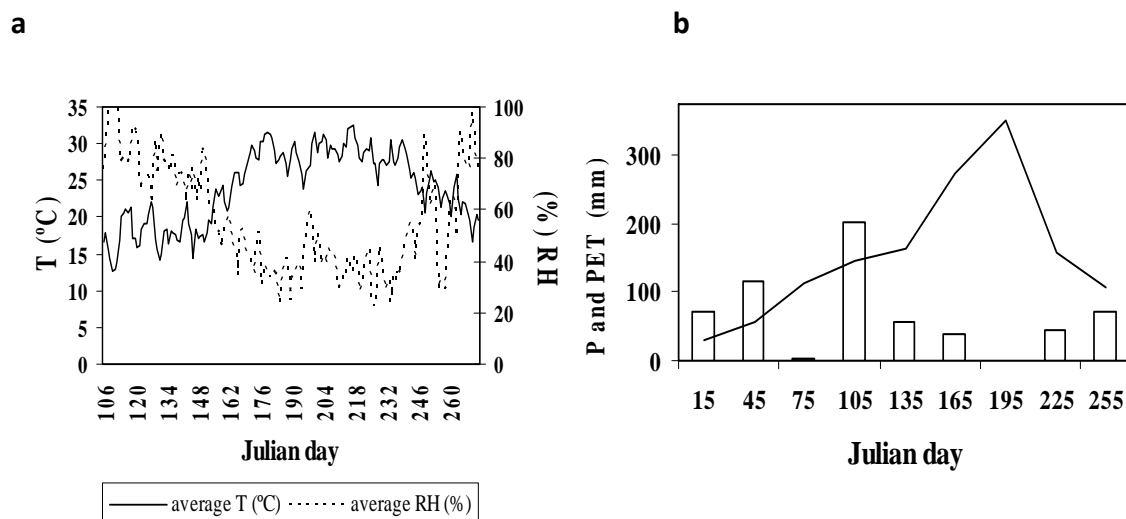 a
b
T (ºC)
35
30
25
20
15
10
5
0
100
80
60
40
20
0
RH (%)
106 120 134 148 162 176 190 204 218 232 246 260
Julian day
average T (ºC) average RH (%)
P and PET (mm)
300
200
100
0
15 45 75 105 135 165 195 225 255
Julian day